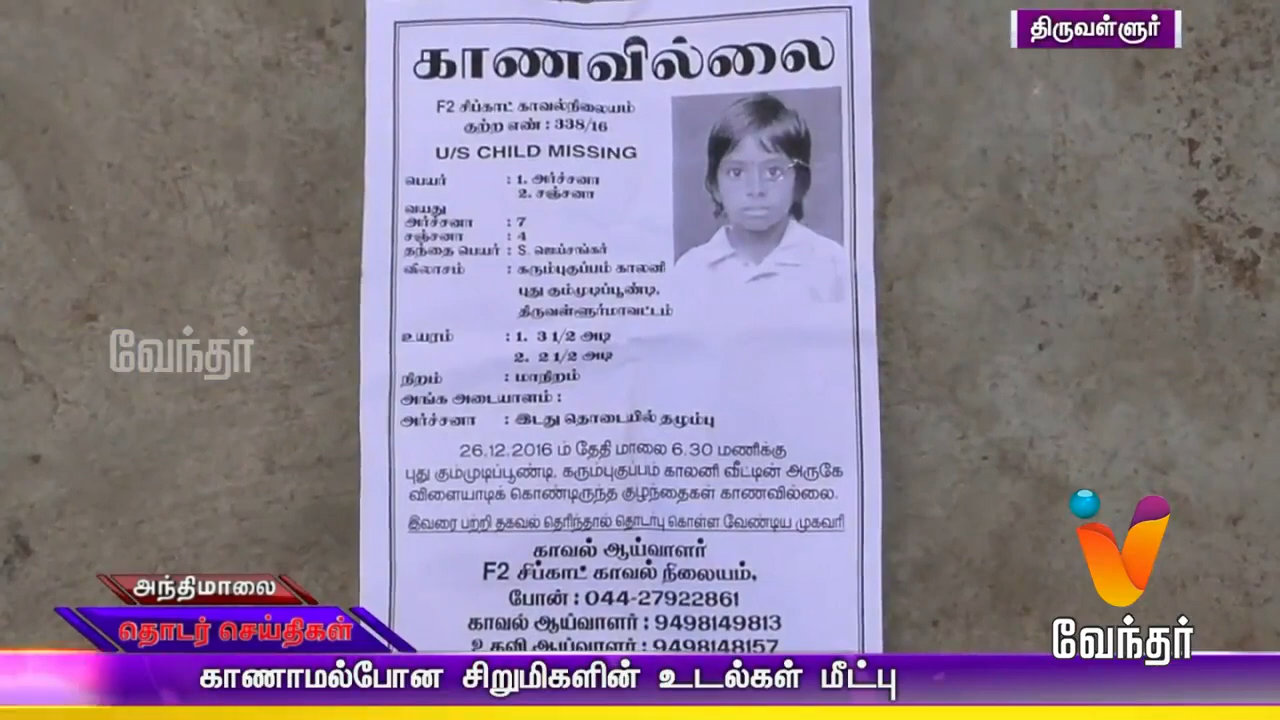 திருவள்ளுர்
காணவில்லை
F2 சிப்காட் காவல்நிலையம்
குற்ற எண் : 338/16
U/S CHILD MISSING
பெயர் : 1. அர்ச்சனா
2. சஞ்சனா
வயது
அர்ச்சனா : 7
சஞ்சனா : 4
தந்தை பெயர் : S. ஜெய்சங்கர்
விலாசம் : கரும்புகுப்பம் காலனி
புது கும்முடிப்பூண்டி,
திருவள்ளுர்மாவட்டம்
உயரம் : 1. 3 1/2 அடி
2. 2 1/2 அடி
நிறம் : மாநிறம்
அங்க அடையாளம் :
அர்ச்சனா : இடது தொடையில் தழும்பு
26.12.2016 ம் தேதி மாலை 6.30 மணிக்கு
புது கும்முடிப்பூண்டி, கரும்புகுப்பம் காலனி வீட்டின் அருகே
விளையாடிக் கொண்டிருந்த குழந்தைகள் காணவில்லை.
இவரை பற்றி தகவல் தெரிந்தால் தொடர்பு கொள்ள வேண்டிய முகவரி
காவல் ஆய்வாளர்
F2 சிப்காட் காவல் நிலையம்,
போன் : 044-27922861
காவல் ஆய்வாளர் : 9498149813
உதவி ஆய்வாளர் : 9498148157
வேந்தர்
அந்திமாலை
தொடர் செய்திகள்
வேந்தர்
காணாமல்போன சிறுமிகளின் உடல்கள் மீட்பு